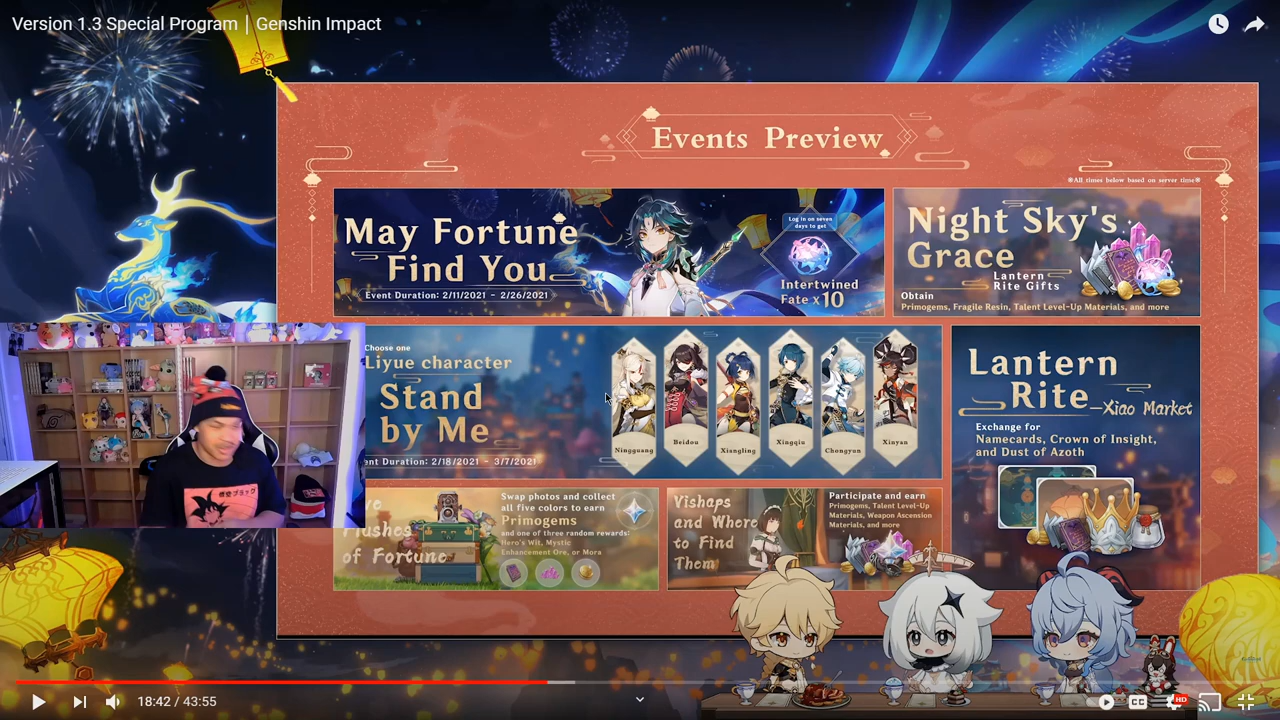 Version 1.3 Special Program | Genshin Impact
Events Preview
※All times below based on server time※
May Fortune
Find You
Event Duration: 2/11/2021 - 2/26/2021
Log in on seven
days to get
Intertwined
Fate x 10
Night Sky's
Grace
Lantern
Rite Gifts
Obtain
Primogems, Fragile Resin, Talent Level-Up Materials, and more
Choose one
Liyue character
Stand
by Me
ent Duration: 2/18/2021 - 3/7/2021
Ningguang
Beidou
Xiangling
Xingqiu
Chongyun
Xinyan
Lantern
Rite
—Xiao Market
Exchange for
Namecards, Crown of Insight,
and Dust of Azoth
ve
lushes
of Fortune
Swap photos and collect
all five colors to earn
Primogems
and one of three random rewards:
Hero's Wit, Mystic
Enhancement Ore, or Mora
Vishaps
and Where
to Find
Them
Participate and earn
Primogems, Talent Level-Up
Materials, Weapon Ascension
Materials, and more
18:42 / 43:55
CC
HD